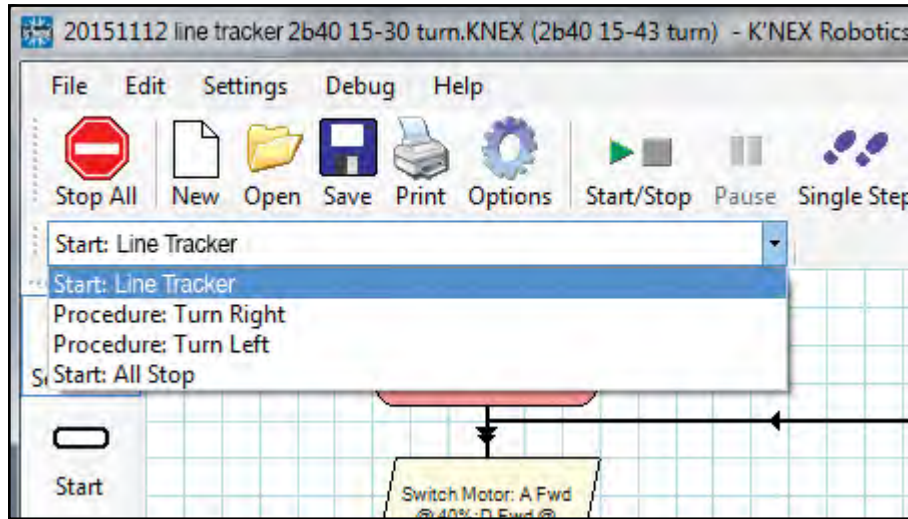 20151112 line tracker 2b40 15-30 turn.KNEX (2b40 15-43 turn) - K'NEX Robotics
File Edit Settings Debug Help
Stop All New Open Save Print Options Start/Stop Pause Single Step
Start: Line Tracker
Start: Line Tracker
Procedure: Turn Right
Procedure: Turn Left
Start: All Stop
Start
Switch Motor: A Fwd
@ 40%; D Fwd @